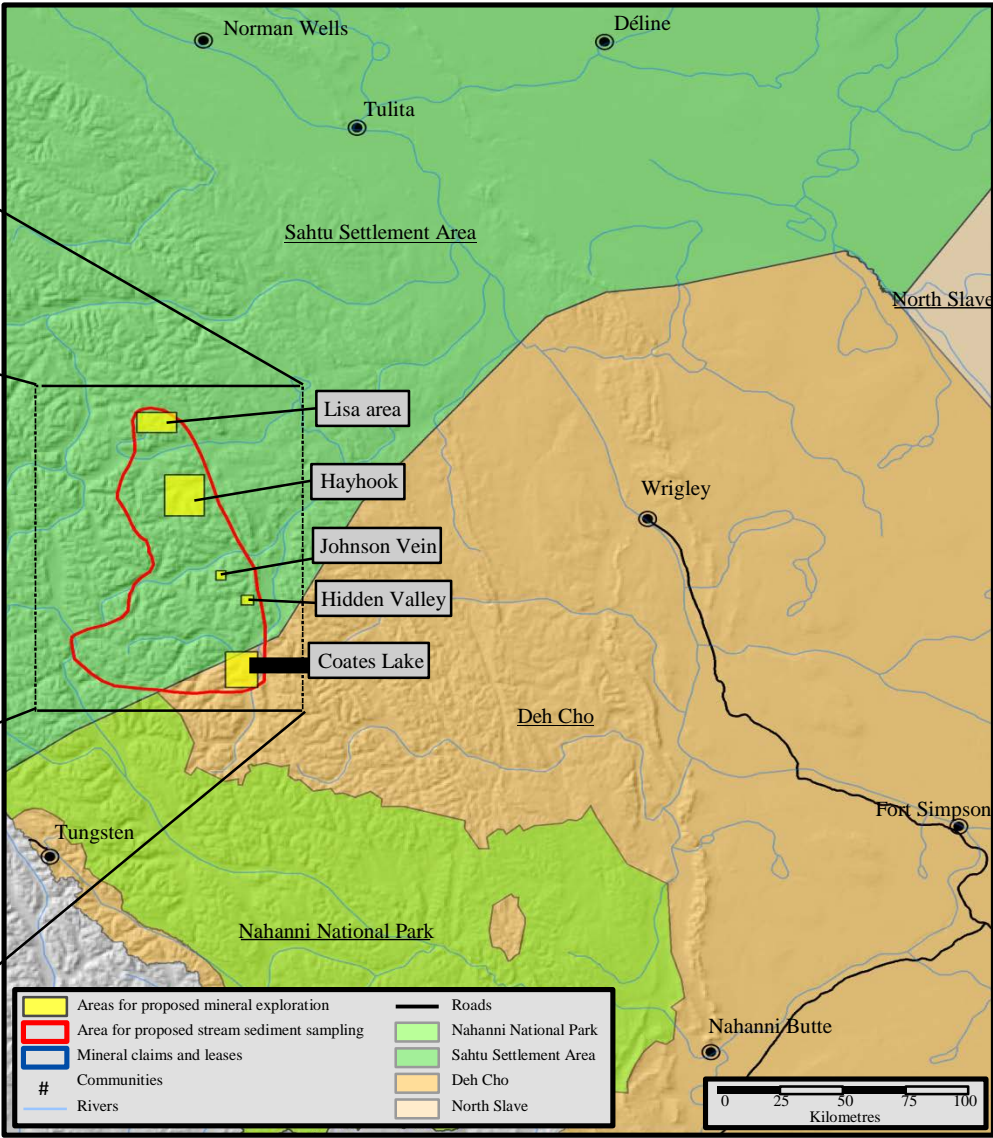 Norman Wells
Déline
Tulita
Sahtu Settlement Area
North Slave
Lisa area
Hayhook
Wrigley
Johnson Vein
Hidden Valley
Coates Lake
Deh Cho
Fort Simpson
Tungsten
Nahanni National Park
Nahanni Butte
Areas for proposed mineral exploration
Area for proposed stream sediment sampling
Mineral claims and leases
# Communities
Rivers
Roads
Nahanni National Park
Sahtu Settlement Area
Deh Cho
North Slave
0 25 50 75 100
Kilometres